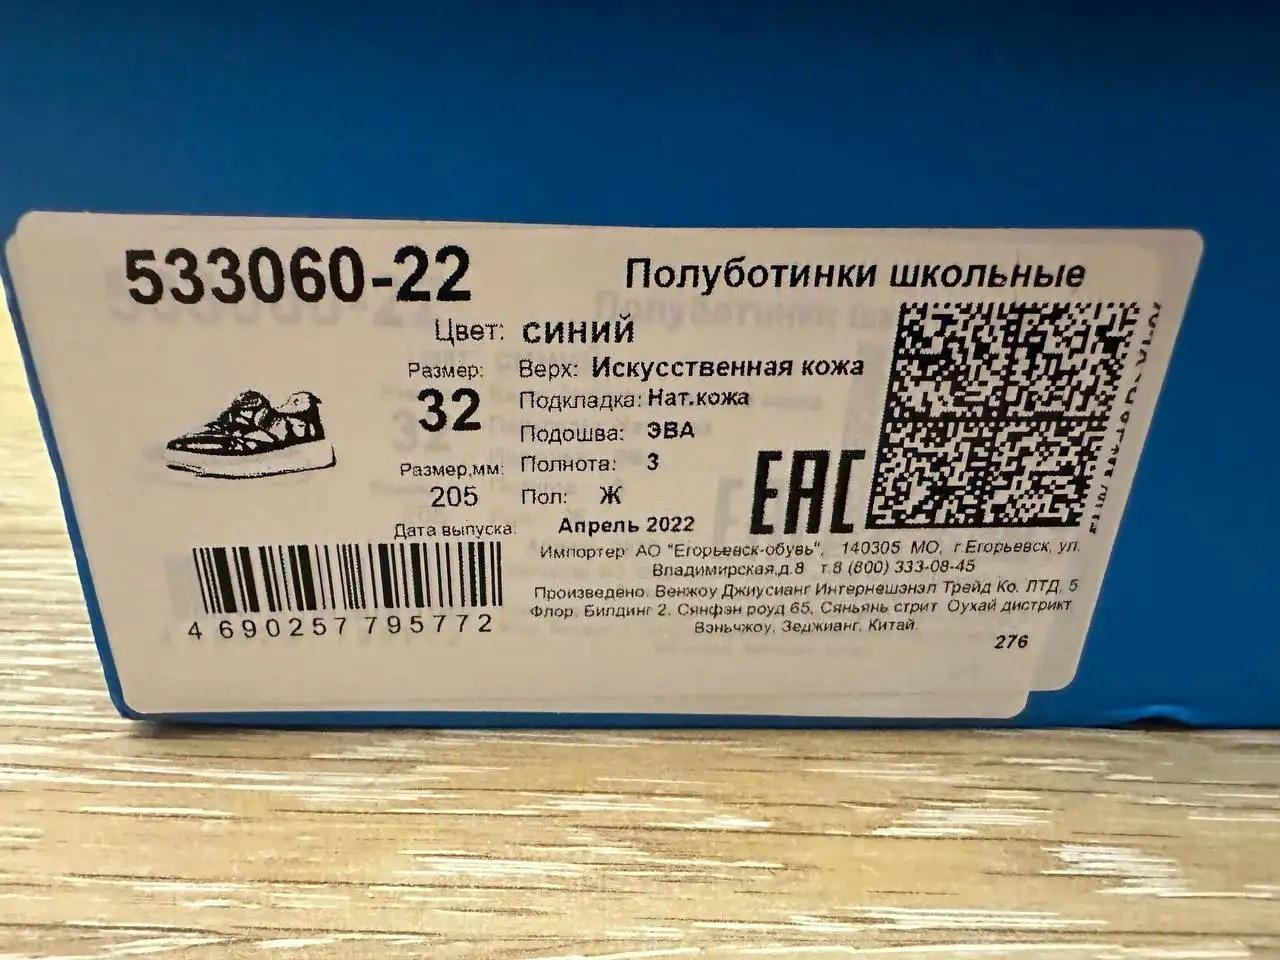 533060-22
Полуботинки школьные
Цвет: синий
Размер:
32
Верх: Искусственная кожа
Подкладка: Нат.кожа
Подошва: ЭВА
Размер,мм:
205
Полнота: 3
Пол: Ж
EAC
Дата выпуска: Апрель 2022
4 690257 795772
Импортер АО "Егорьевск-обувь", 140305 МО, г.Егорьевск, ул.
Владимирская,д.8 т.8 (800) 333-08-45
Произведено: Венжоу Джиусианг Интернешэнэл Трейд Ко. ЛТД, 5
Флор, Билдинг 2, Сянфэн роуд 65, Сяньянь стрит Оухай дистрикт
Вэньчжоу, Зеджианг, Китай.
276